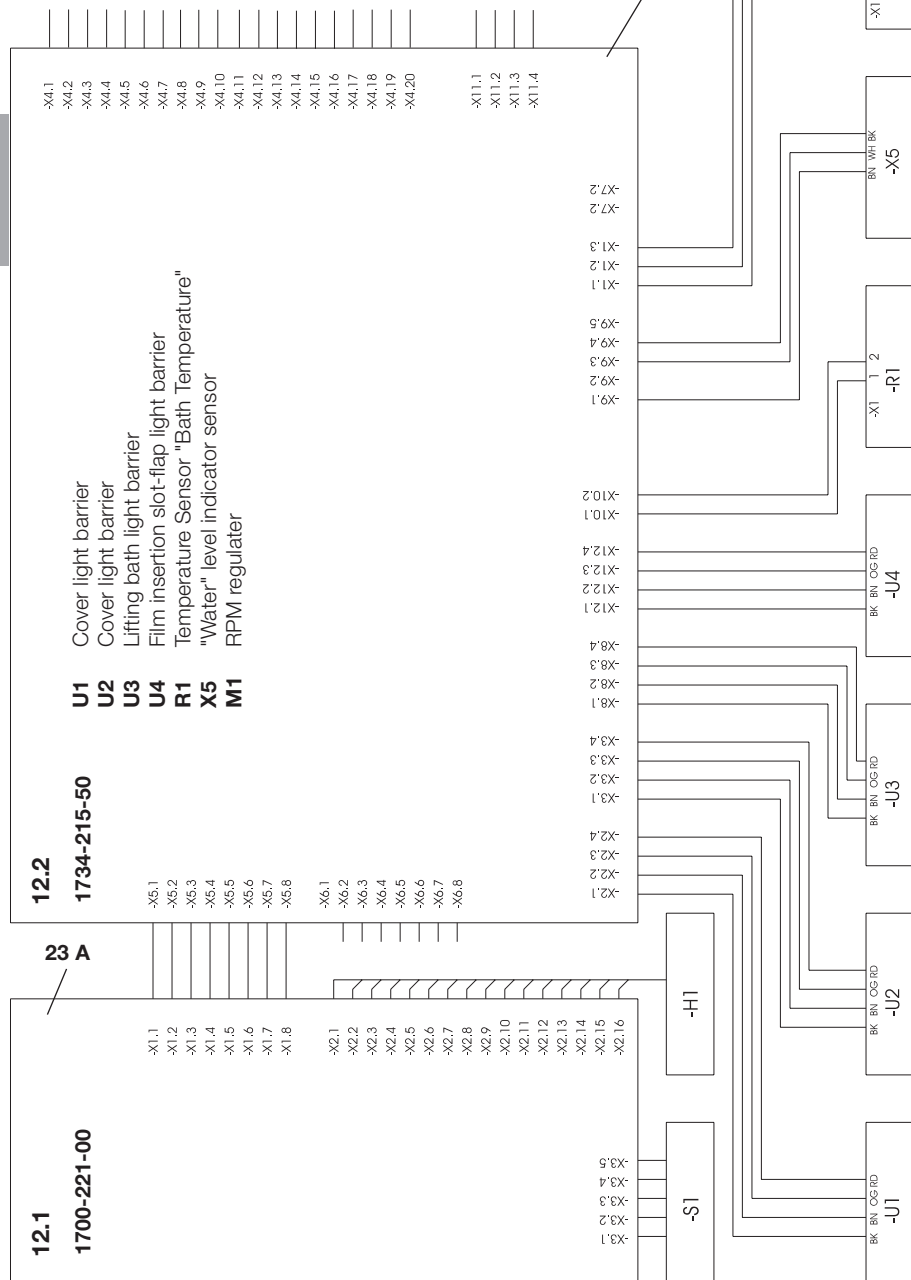 12.1
1700-221-00
23 A
12.2
1734-215-50
U1 Cover light barrier
U2 Cover light barrier
U3 Lifting bath light barrier
U4 Film insertion slot-flap light barrier
R1 Temperature Sensor "Bath Temperature"
X5 "Water" level indicator sensor
M1 RPM regulater
-X4.1
-X4.2
-X4.3
-X4.4
-X4.5
-X4.6
-X4.7
-X4.8
-X4.9
-X4.10
-X4.11
-X4.12
-X4.13
-X4.14
-X4.15
-X4.16
-X4.17
-X4.18
-X4.19
-X4.20
-X11.1
-X11.2
-X11.3
-X11.4
-X5.1
-X5.2
-X5.3
-X5.4
-X5.5
-X5.6
-X5.7
-X5.8
-X6.1
-X6.2
-X6.3
-X6.4
-X6.5
-X6.6
-X6.7
-X6.8
-X1.1
-X1.2
-X1.3
-X1.4
-X1.5
-X1.6
-X1.7
-X1.8
-X2.1
-X2.2
-X2.3
-X2.4
-X2.5
-X2.6
-X2.7
-X2.8
-X2.9
-X2.10
-X2.11
-X2.12
-X2.13
-X2.14
-X2.15
-X2.16
-X3.1
-X3.2
-X3.3
-X3.4
-X3.5
-X2.1
-X2.2
-X2.3
-X2.4
-X3.1
-X3.2
-X3.3
-X3.4
-X8.1
-X8.2
-X8.3
-X8.4
-X12.1
-X12.2
-X12.3
-X12.4
-X10.1
-X10.2
-X9.1
-X9.2
-X9.3
-X9.4
-X9.5
-X1.1
-X1.2
-X1.3
-X7.2
-X7.2
-S1
-H1
BK BN OG RD
-U1
BK BN OG RD
-U2
BK BN OG RD
-U3
BK BN OG RD
-U4
-X1 1 2
-R1
BN WH BK
-X5
-X1